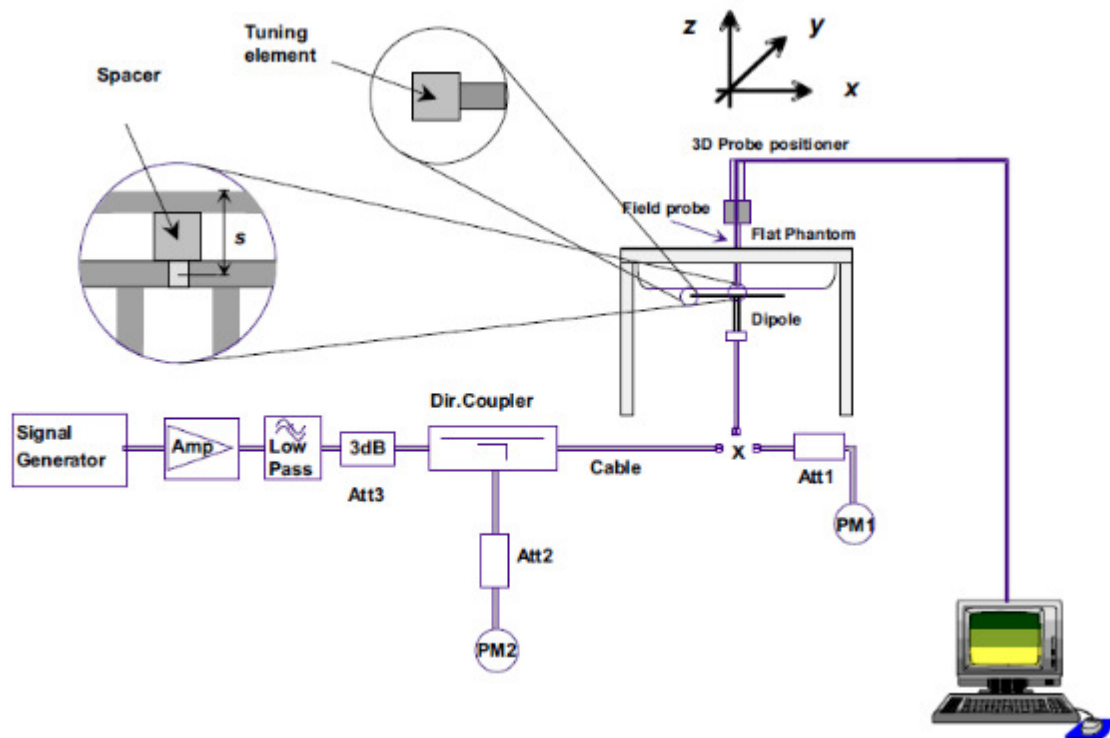 Tuning
element
Spacer
s
z
y
x
3D Probe positioner
Field probe
Flat Phantom
Dipole
Dir.Coupler
Signal
Generator
Amp
Low
Pass
3dB
Att3
Cable
X
Att1
PM1
Att2
PM2